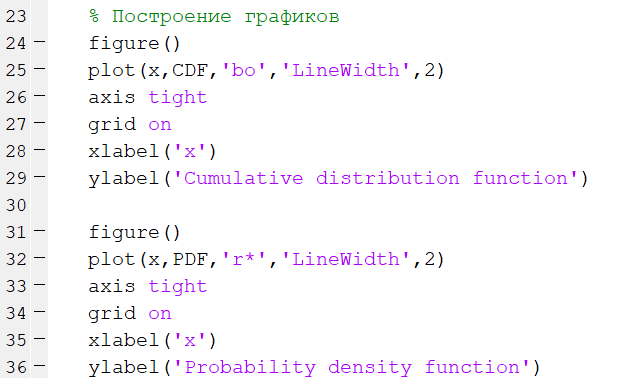 23 % Построение графиков
24 – figure()
25 – plot(x,CDF,'bo','LineWidth',2)
26 – axis tight
27 – grid on
28 – xlabel('x')
29 – ylabel('Cumulative distribution function')
30
31 – figure()
32 – plot(x,PDF,'r*','LineWidth',2)
33 – axis tight
34 – grid on
35 – xlabel('x')
36 – ylabel('Probability density function')